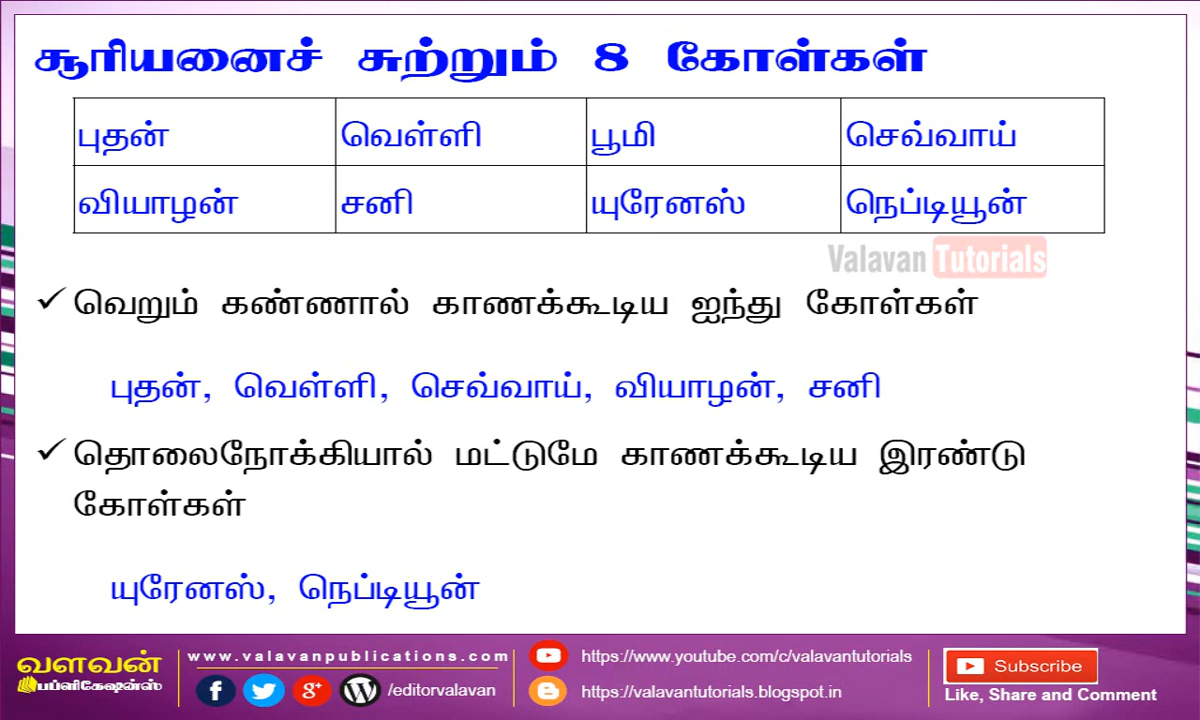 சூரியனைச் சுற்றும் 8 கோள்கள்
புதன் வெள்ளி பூமி செவ்வாய்
வியாழன் சனி யுரேனஸ் நெப்டியூன்
Valavan Tutorials
வெறும் கண்ணால் காணக்கூடிய ஐந்து கோள்கள்
புதன், வெள்ளி, செவ்வாய், வியாழன், சனி
தொலைநோக்கியால் மட்டுமே காணக்கூடிய இரண்டு
கோள்கள்
யுரேனஸ், நெப்டியூன்
வளவன்
பப்ளிகேஷன்ஸ்
www.valavanpublications.com
/editorvalavan
https://www.youtube.com/c/valavantutorials
https://valavantutorials.blogspot.in
Subscribe
Like, Share and Comment